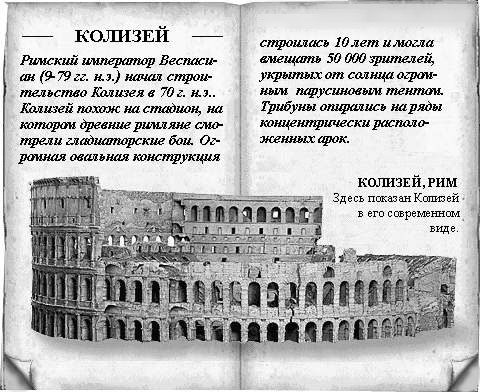 КОЛИЗЕЙ
Римский император Веспаси-
ан (9-79 гг. н.э.) начал строи-
тельство Колизея в 70 г. н.э..
Колизей похож на стадион, на
котором древние римляне смо-
трели гладиаторские бои. Ог-
ромная овальная конструкция
строилась 10 лет и могла
вмещать 50 000 зрителей,
укрытых от солнца огром-
ным парусиновым тентом.
Трибуны опирались на ряды
концентрически располо-
женных арок.
КОЛИЗЕЙ, РИМ
Здесь показан Колизей
в его современном
виде.